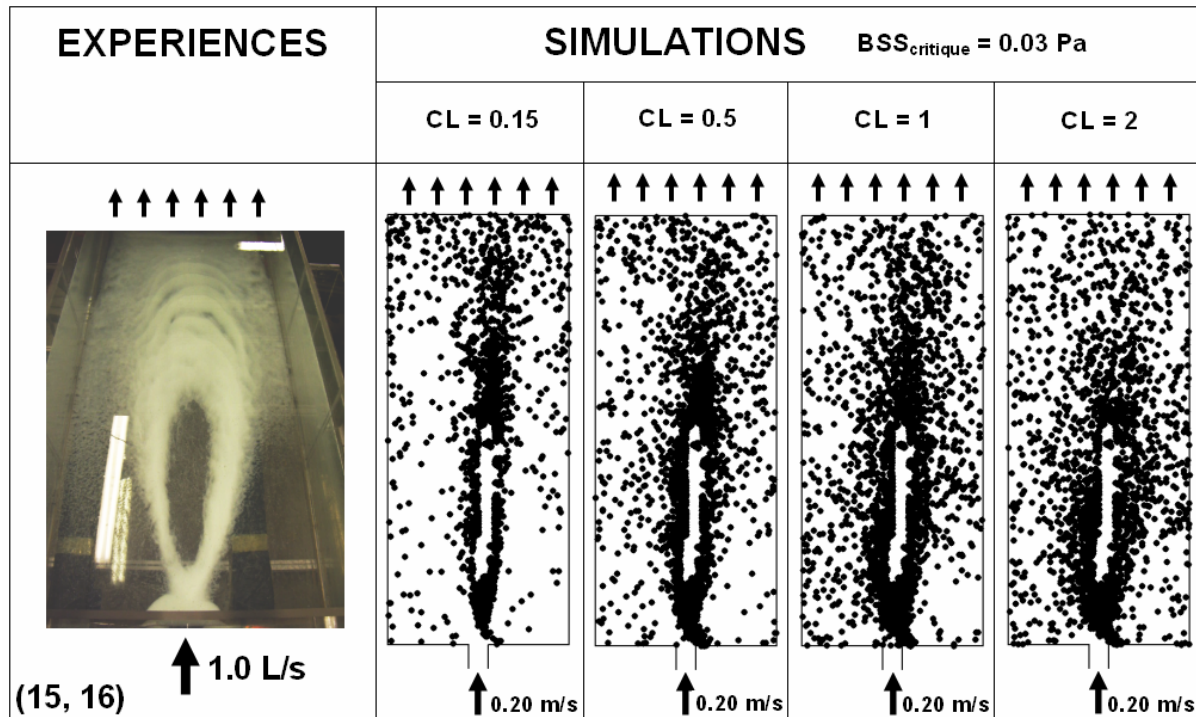 EXPERIENCES
SIMULATIONS BSScritique = 0.03 Pa
CL = 0.15
CL = 0.5
CL = 1
CL = 2
1.0 L/s
(15, 16)
0.20 m/s
0.20 m/s
0.20 m/s
0.20 m/s